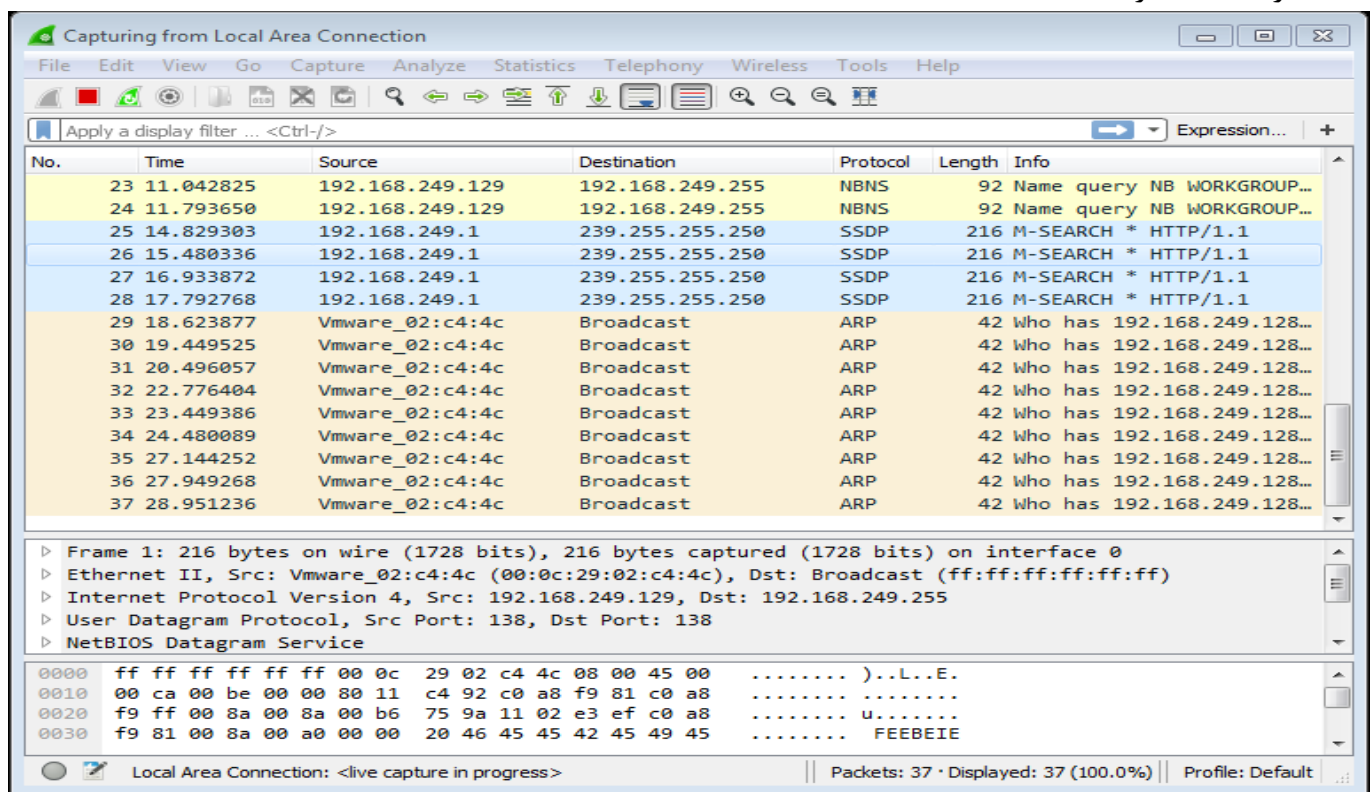 Capturing from Local Area Connection
File Edit View Go Capture Analyze Statistics Telephony Wireless Tools Help
Apply a display filter ... <Ctrl-/> Expression... +
No. Time Source Destination Protocol Length Info
23 11.042825 192.168.249.129 192.168.249.255 NBNS 92 Name query NB WORKGROUP…
24 11.793650 192.168.249.129 192.168.249.255 NBNS 92 Name query NB WORKGROUP…
25 14.829303 192.168.249.1 239.255.255.250 SSDP 216 M-SEARCH * HTTP/1.1
26 15.480336 192.168.249.1 239.255.255.250 SSDP 216 M-SEARCH * HTTP/1.1
27 16.933872 192.168.249.1 239.255.255.250 SSDP 216 M-SEARCH * HTTP/1.1
28 17.792768 192.168.249.1 239.255.255.250 SSDP 216 M-SEARCH * HTTP/1.1
29 18.623877 Vmware_02:c4:4c Broadcast ARP 42 Who has 192.168.249.128…
30 19.449525 Vmware_02:c4:4c Broadcast ARP 42 Who has 192.168.249.128…
31 20.496057 Vmware_02:c4:4c Broadcast ARP 42 Who has 192.168.249.128…
32 22.776404 Vmware_02:c4:4c Broadcast ARP 42 Who has 192.168.249.128…
33 23.449386 Vmware_02:c4:4c Broadcast ARP 42 Who has 192.168.249.128…
34 24.480089 Vmware_02:c4:4c Broadcast ARP 42 Who has 192.168.249.128…
35 27.144252 Vmware_02:c4:4c Broadcast ARP 42 Who has 192.168.249.128…
36 27.949268 Vmware_02:c4:4c Broadcast ARP 42 Who has 192.168.249.128…
37 28.951236 Vmware_02:c4:4c Broadcast ARP 42 Who has 192.168.249.128…
Frame 1: 216 bytes on wire (1728 bits), 216 bytes captured (1728 bits) on interface 0
Ethernet II, Src: Vmware_02:c4:4c (00:0c:29:02:c4:4c), Dst: Broadcast (ff:ff:ff:ff:ff:ff)
Internet Protocol Version 4, Src: 192.168.249.129, Dst: 192.168.249.255
User Datagram Protocol, Src Port: 138, Dst Port: 138
NetBIOS Datagram Service
0000 ff ff ff ff ff ff 00 0c 29 02 c4 4c 08 00 45 00 ........ )..L..E.
0010 00 ca 00 be 00 00 80 11 c4 92 c0 a8 f9 81 c0 a8 ........ ........
0020 f9 ff 00 8a 00 8a 00 b6 75 9a 11 02 e3 ef c0 a8 ........ u.......
0030 f9 81 00 8a 00 a0 00 00 20 46 45 45 42 45 49 45 ........ FEEBEIE
Local Area Connection: <live capture in progress> Packets: 37 · Displayed: 37 (100.0%) Profile: Default